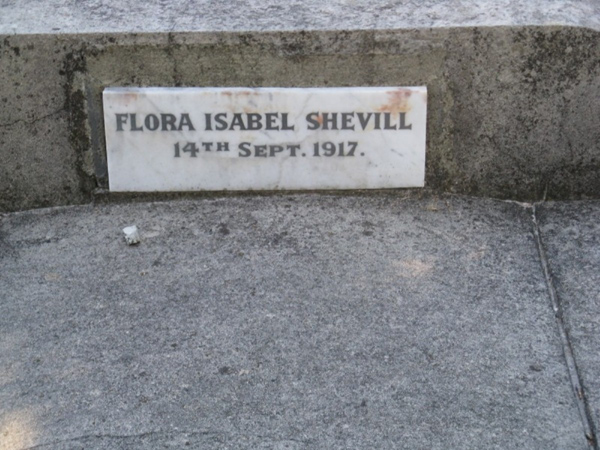 FLORA ISABEL SHEVILL
14TH SEPT. 1917.